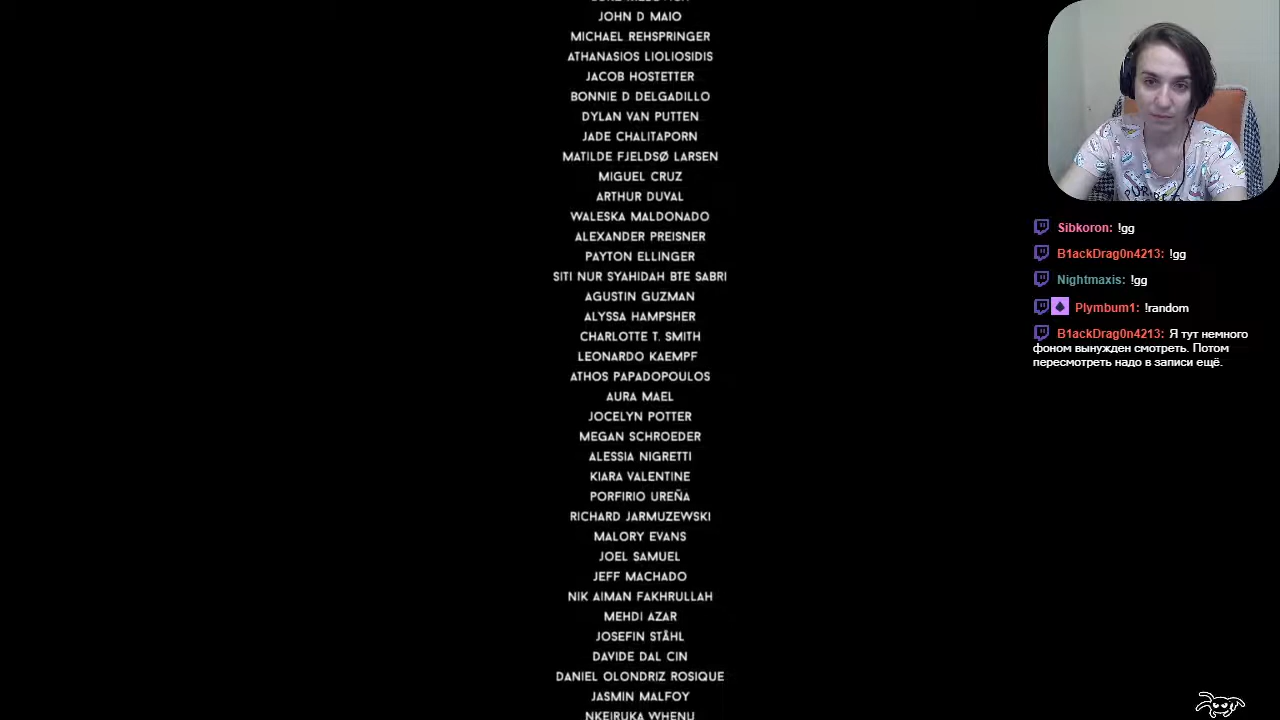 JOHN D MAIO
MICHAEL REHSPRINGER
ATHANASIOS LIOLIOSIDIS
JACOB HOSTETTER
BONNIE D DELGADILLO
DYLAN VAN PUTTEN
JADE CHALITAPORN
MATILDE FJELDSØ LARSEN
MIGUEL CRUZ
ARTHUR DUVAL
WALESKA MALDONADO
ALEXANDER PREISNER
PAYTON ELLINGER
SITI NUR SYAHIDAH BTE SABRI
AGUSTIN GUZMAN
ALYSSA HAMPSHER
CHARLOTTE T. SMITH
LEONARDO KAEMPF
ATHOS PAPADOPOULOS
AURA MAEL
JOCELYN POTTER
MEGAN SCHROEDER
ALESSIA NIGRETTI
KIARA VALENTINE
PORFIRIO UREÑA
RICHARD JARMUZEWSKI
MALORY EVANS
JOEL SAMUEL
JEFF MACHADO
NIK AIMAN FAKHRULLAH
MEHDI AZAR
JOSEFIN STÅHL
DAVIDE DAL CIN
DANIEL OLONDRIZ ROSIQUE
JASMIN MALFOY
NKEIRUKA WHENU
Sibkoron: !gg
B1ackDrag0n4213: !gg
Nightmaxis: !gg
Plymbum1: !random
B1ackDrag0n4213: Я тут немного
фоном вынужден смотреть. Потом
пересмотреть надо в записи ещё.